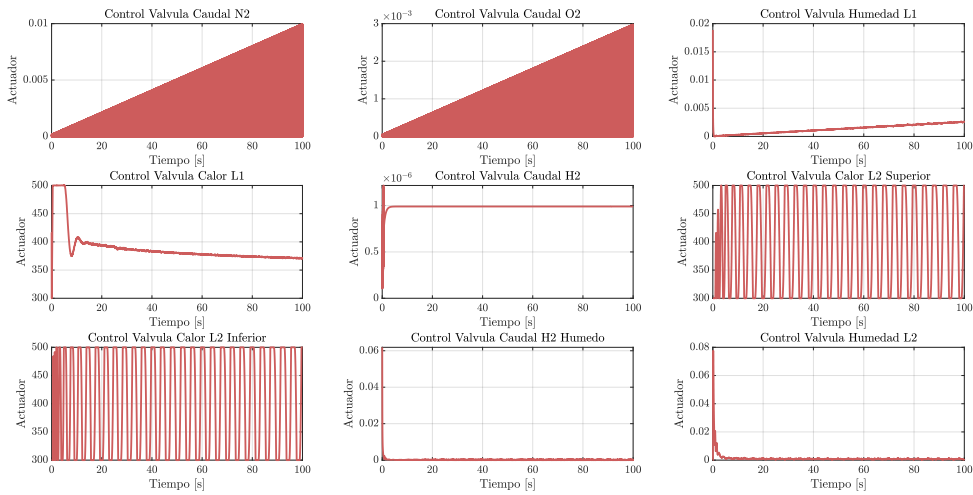 Control Valvula Caudal N2
0.01
0.005
0
Actuador
0 20 40 60 80 100
Tiempo [s]
Control Valvula Caudal O2
×10⁻³
3
2
1
0
Actuador
0 20 40 60 80 100
Tiempo [s]
Control Valvula Humedad L1
0.02
0.015
0.01
0.005
0
Actuador
0 20 40 60 80 100
Tiempo [s]
Control Valvula Calor L1
500
450
400
350
300
Actuador
0 20 40 60 80 100
Tiempo [s]
Control Valvula Caudal H2
×10⁻⁶
1
0.5
0
Actuador
0 20 40 60 80 100
Tiempo [s]
Control Valvula Calor L2 Superior
500
450
400
350
300
Actuador
0 20 40 60 80 100
Tiempo [s]
Control Valvula Calor L2 Inferior
500
450
400
350
300
Actuador
0 20 40 60 80 100
Tiempo [s]
Control Valvula Caudal H2 Humedo
0.06
0.04
0.02
0
Actuador
0 20 40 60 80 100
Tiempo [s]
Control Valvula Humedad L2
0.08
0.06
0.04
0.02
0
Actuador
0 20 40 60 80 100
Tiempo [s]